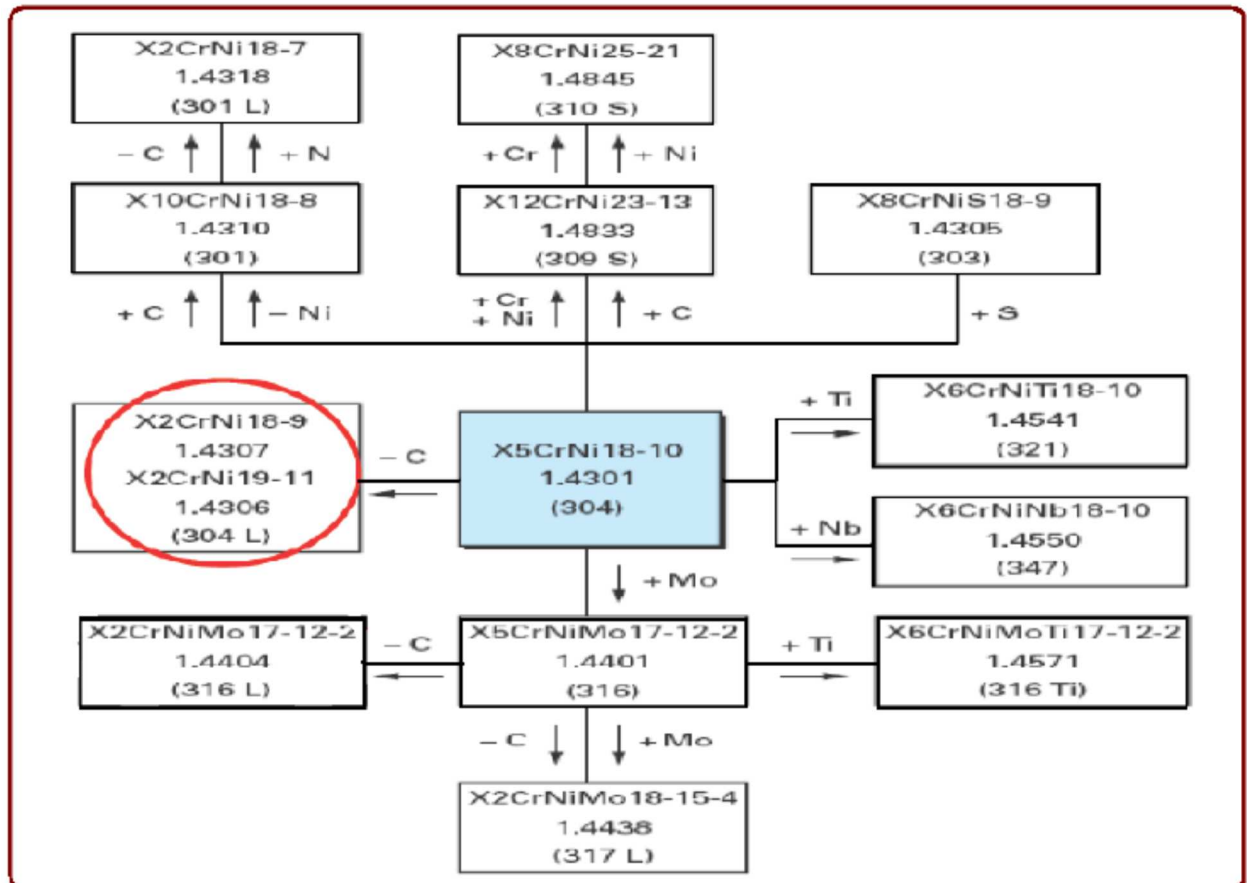 X2CrNi18-7
1.4318
(301 L)
X8CrNi25-21
1.4845
(310 S)
– C
+ N
+Cr
+ Ni
X10CrNi18-8
1.4310
(301)
X12CrNi23-13
1.4833
(309 S)
X8CrNiS18-9
1.4305
(303)
+ C
– Ni
+ Cr
+ Ni
+ C
+ S
X2CrNi18-9
1.4307
X2CrNi19-11
1.4306
(304 L)
– C
X5CrNi18-10
1.4301
(304)
+ Ti
X6CrNiTi18-10
1.4541
(321)
+ Nb
X6CrNiNb18-10
1.4550
(347)
+ Mo
X2CrNiMo17-12-2
1.4404
(316 L)
– C
X5CrNiMo17-12-2
1.4401
(316)
+ Ti
X6CrNiMoTi17-12-2
1.4571
(316 Ti)
– C
+Mo
X2CrNiMo18-15-4
1.4438
(317 L)